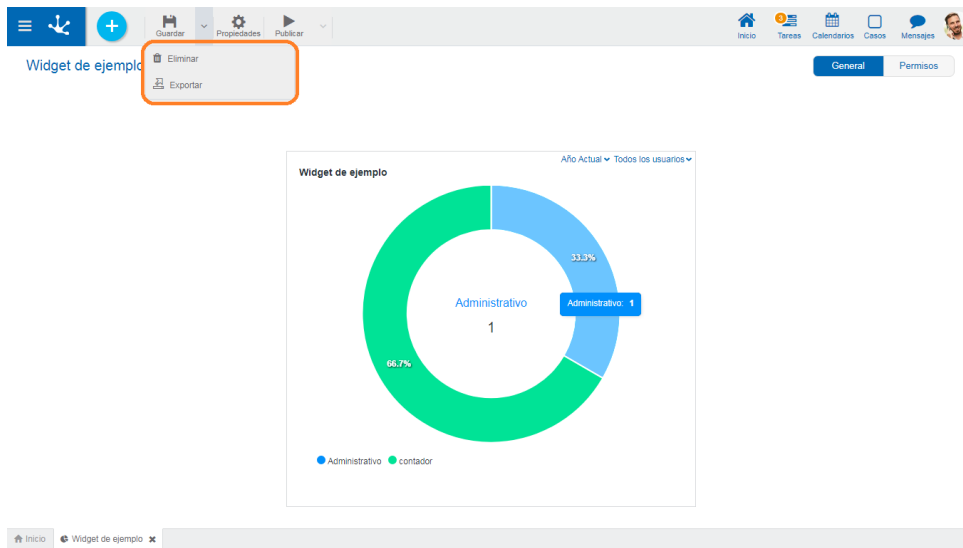 Guardar
Propiedades
Publicar
Inicio
3
Tareas
Calendarios
Casos
Mensajes
Widget de ejemplo
Eliminar
Exportar
General
Permisos
Año Actual Todos los usuarios
Widget de ejemplo
33.3%
Administrativo
1
Administrativo: 1
66.7%
Administrativo contador
Inicio
Widget de ejemplo